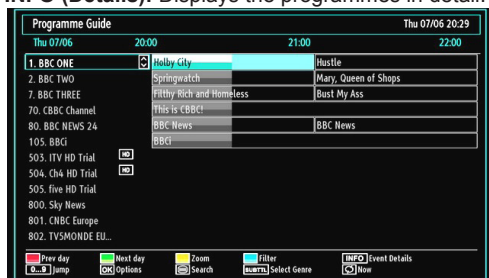 INFO (Details): Displays the programmes in detail.
Programme Guide Thu 07/06 20:29
Thu 07/06 20:00 21:00 22:00
1. BBC ONE Holby City Hustle
2. BBC TWO Springwatch Mary, Queen of Shops
7. BBC THREE Filthy Rich and Homeless Bust My Ass
70. CBBC Channel This is CBBC!
80. BBC NEWS 24 BBC News BBC News
105. BBCi BBCi
503. ITV HD Trial HD
504. Ch4 HD Trial HD
505. five HD Trial
800. Sky News
801. CNBC Europe
802. TV5MONDE EU...
Prev day Next day Zoom Filter INFO Event Details
0...9 Jump OK Options Search SUBTTL Select Genre Now